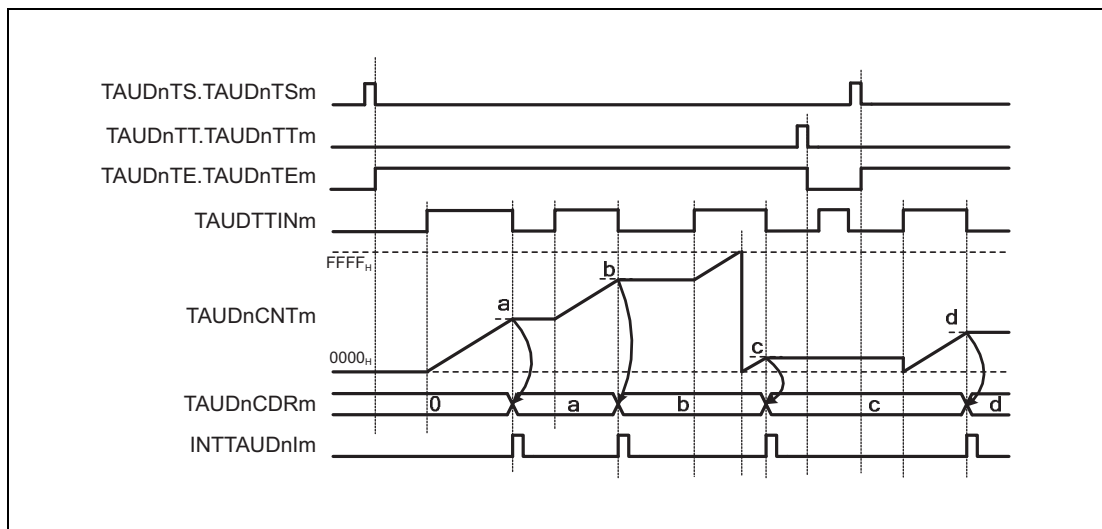 TAUDnTS.TAUDnTSm
TAUDnTT.TAUDnTTm
TAUDnTE.TAUDnTEm
TAUDTTINm
FFFFH
b
a
d
TAUDnCNTm
c
0000H
TAUDnCDRm
0 a b c d
INTTAUDnIm